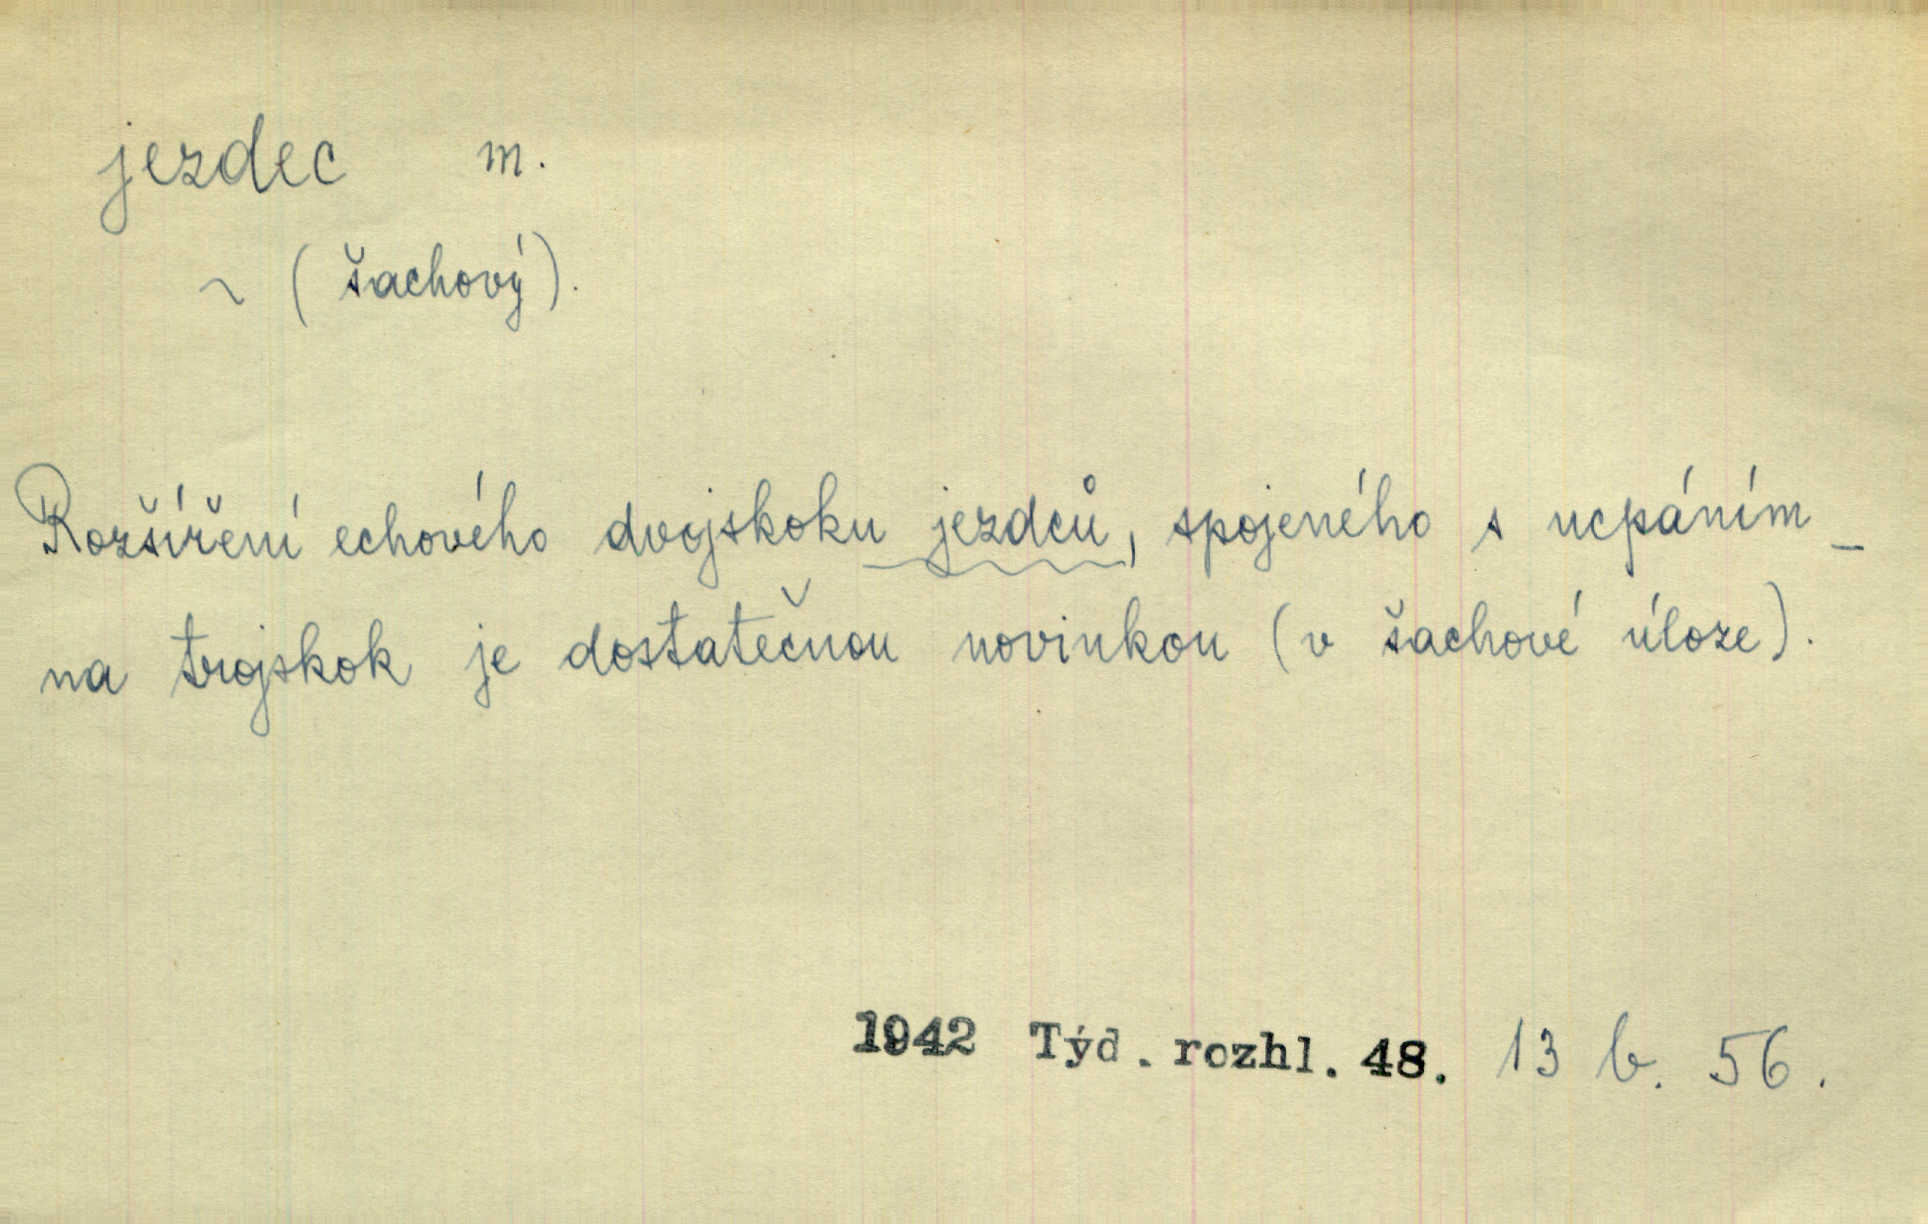 jezdec m.
~ (šachový).
Rozšíření echového dvojskoku jezdců, spojeného s ucpáním _
na trojskok je dostatečnou novinkou (v šachové úloze).
1942 Týd. rozhl. 48. 13 b. 56.